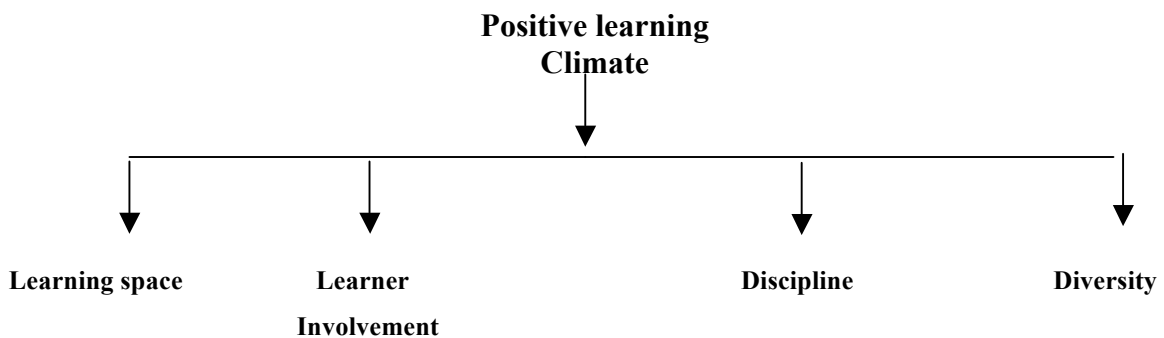 Positive learning
Climate
Learning space
Learner
Involvement
Discipline
Diversity